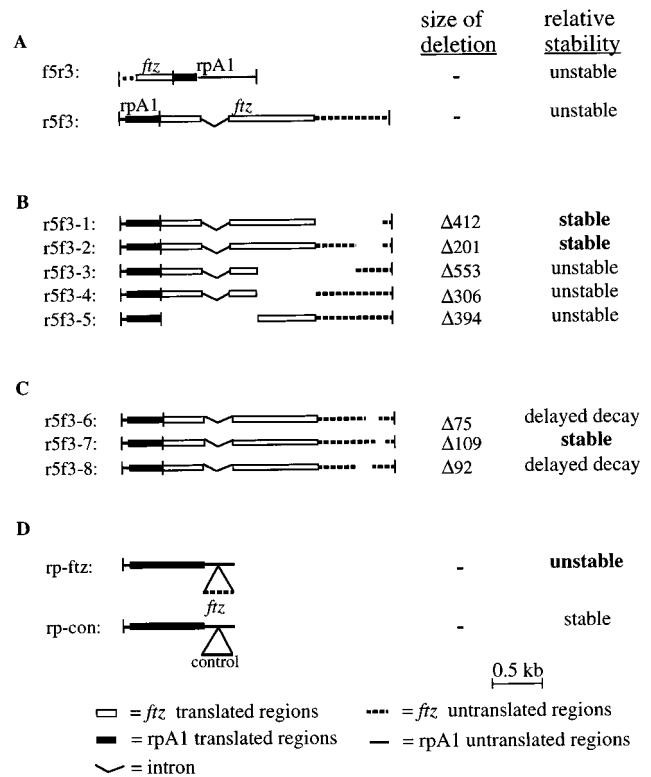 size of relative
A deletion stability
f5r3: ftz rpA1 - unstable
r5f3: rpA1 ftz - unstable
B
r5f3-1: Δ412 stable
r5f3-2: Δ201 stable
r5f3-3: Δ553 unstable
r5f3-4: Δ306 unstable
r5f3-5: Δ394 unstable
C
r5f3-6: Δ75 delayed decay
r5f3-7: Δ109 stable
r5f3-8: Δ92 delayed decay
D
rp-ftz: - unstable
ftz
rp-con: - stable
control
0.5 kb
= ftz translated regions = ftz untranslated regions
= rpA1 translated regions = rpA1 untranslated regions
= intron